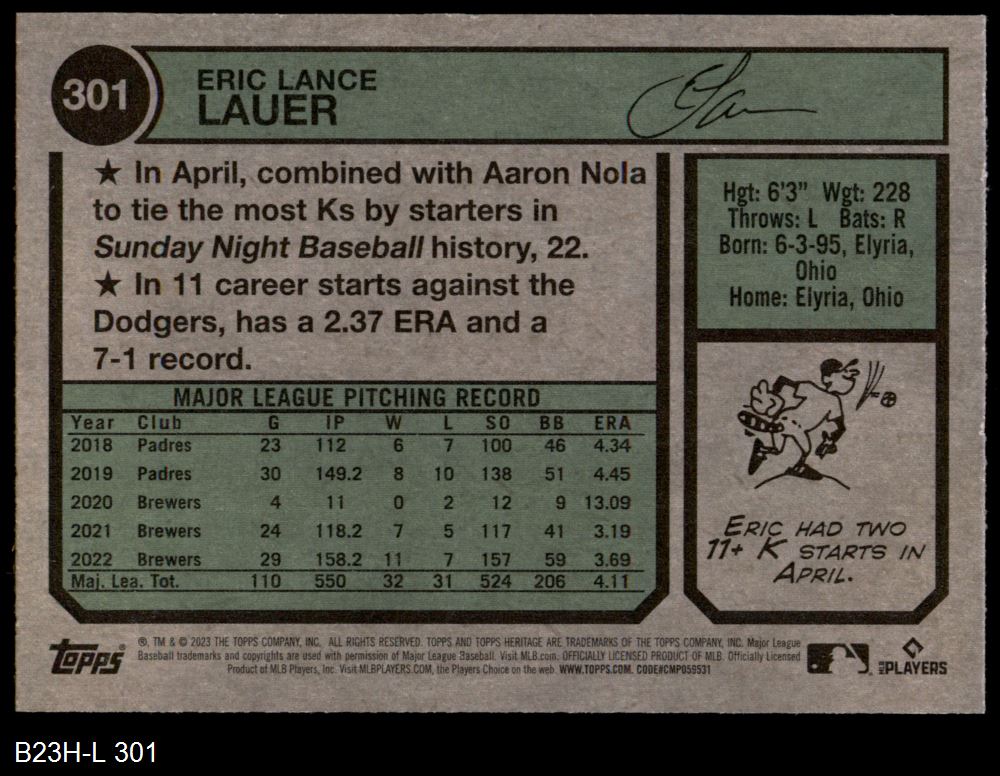 301
ERIC LANCE
LAUER
★ In April, combined with Aaron Nola
to tie the most Ks by starters in
Sunday Night Baseball history, 22.
★ In 11 career starts against the
Dodgers, has a 2.37 ERA and a
7-1 record.
Hgt: 6'3" Wgt: 228
Throws: L Bats: R
Born: 6-3-95, Elyria,
Ohio
Home: Elyria, Ohio
MAJOR LEAGUE PITCHING RECORD
Year Club G IP W L SO BB ERA
2018 Padres 23 112 6 7 100 46 4.34
2019 Padres 30 149.2 8 10 138 51 4.45
2020 Brewers 4 11 0 2 12 9 13.09
2021 Brewers 24 118.2 7 5 117 41 3.19
2022 Brewers 29 158.2 11 7 157 59 3.69
Maj. Lea. Tot. 110 550 32 31 524 206 4.11
ERIC HAD TWO
11+ K STARTS IN
APRIL.
Topps
®, TM & © 2023 THE TOPPS COMPANY, INC. ALL RIGHTS RESERVED. TOPPS AND TOPPS HERITAGE ARE TRADEMARKS OF THE TOPPS COMPANY, INC. Major League
Baseball trademarks and copyrights are used with permission of Major League Baseball. Visit MLB.com. OFFICIALLY LICENSED PRODUCT OF MLB. Officially Licensed
Product of MLB Players, Inc. Visit MLBPLAYERS.COM, the Players Choice on the web. WWW.TOPPS.COM. CODE#CMP059531
MLB PLAYERS
B23H-L 301